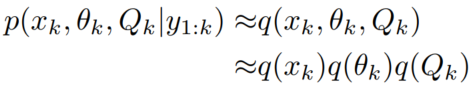 p(x_k, θ_k, Q_k|y_{1:k}) ≈q(x_k, θ_k, Q_k)
≈q(x_k)q(θ_k)q(Q_k)